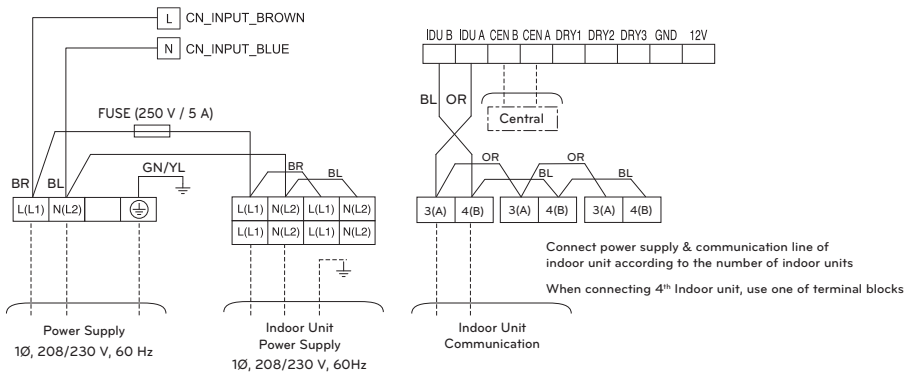 L CN_INPUT_BROWN
N CN_INPUT_BLUE
FUSE (250 V / 5 A)
BR BL GN/YL
L(L1) N(L2)
Power Supply
1Ø, 208/230 V, 60 Hz
BR BL
L(L1) N(L2) L(L1) N(L2)
L(L1) N(L2) L(L1) N(L2)
Indoor Unit
Power Supply
1Ø, 208/230 V, 60Hz
IDU B IDU A CEN B CEN A DRY1 DRY2 DRY3 GND 12V
BL OR
Central
OR OR
BL BL
3(A) 4(B) 3(A) 4(B) 3(A) 4(B)
Indoor Unit
Communication
Connect power supply & communication line of
indoor unit according to the number of indoor units
When connecting 4th Indoor unit, use one of terminal blocks